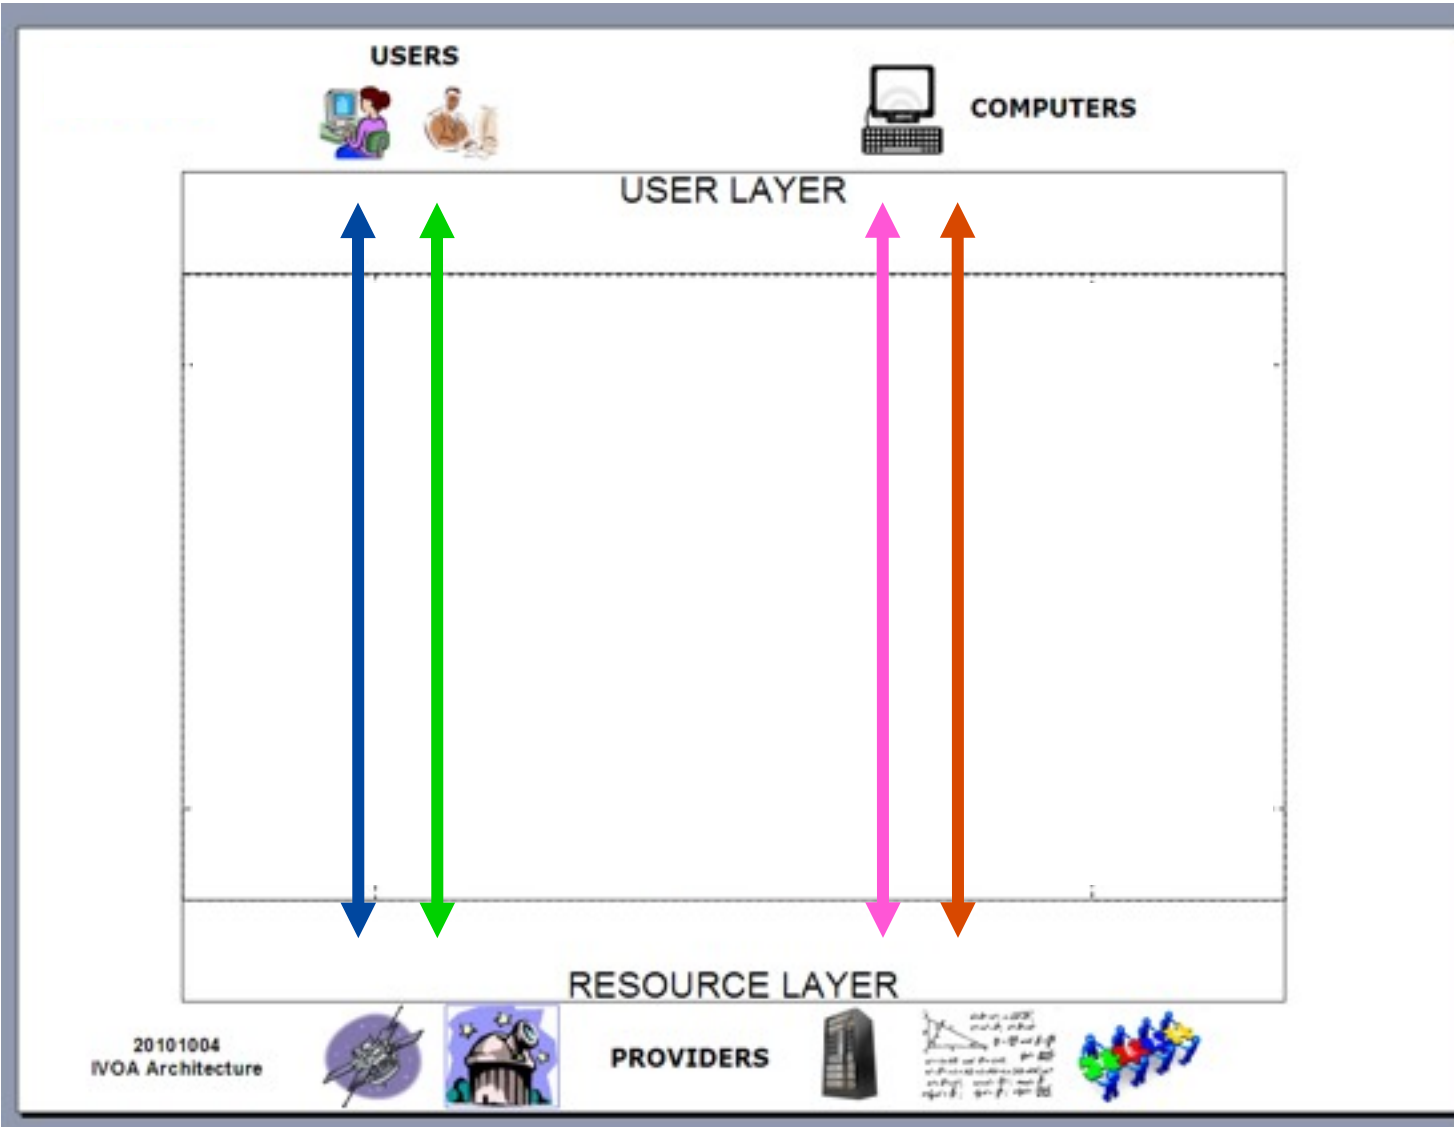 USERS
COMPUTERS
USER LAYER
RESOURCE LAYER
20101004
IVOA Architecture
PROVIDERS